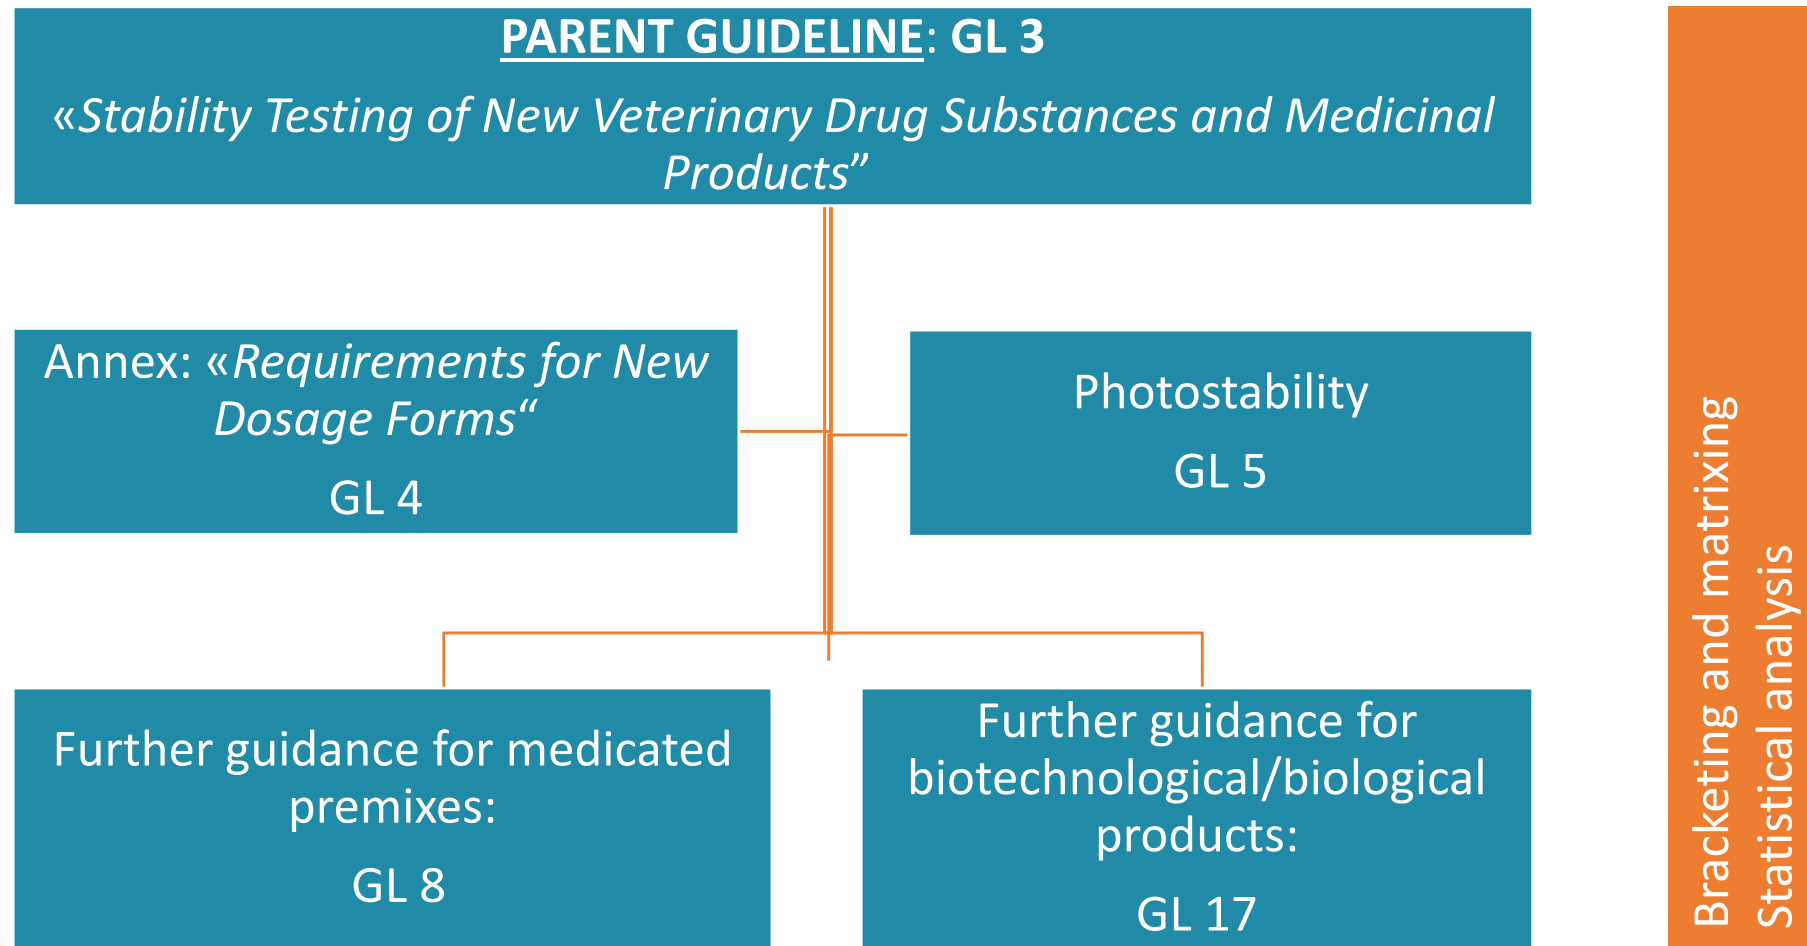 PARENT GUIDELINE: GL 3
«Stability Testing of New Veterinary Drug Substances and Medicinal
Products”
Annex: «Requirements for New
Dosage Forms“
GL 4
Photostability
GL 5
Further guidance for medicated
premixes:
GL 8
Further guidance for
biotechnological/biological
products:
GL 17
Bracketing and matrixing
Statistical analysis